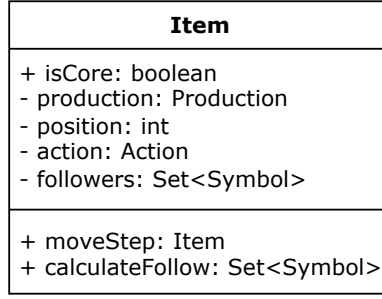 Item
+ isCore: boolean
- production: Production
- position: int
- action: Action
- followers: Set<Symbol>
+ moveStep: Item
+ calculateFollow: Set<Symbol>